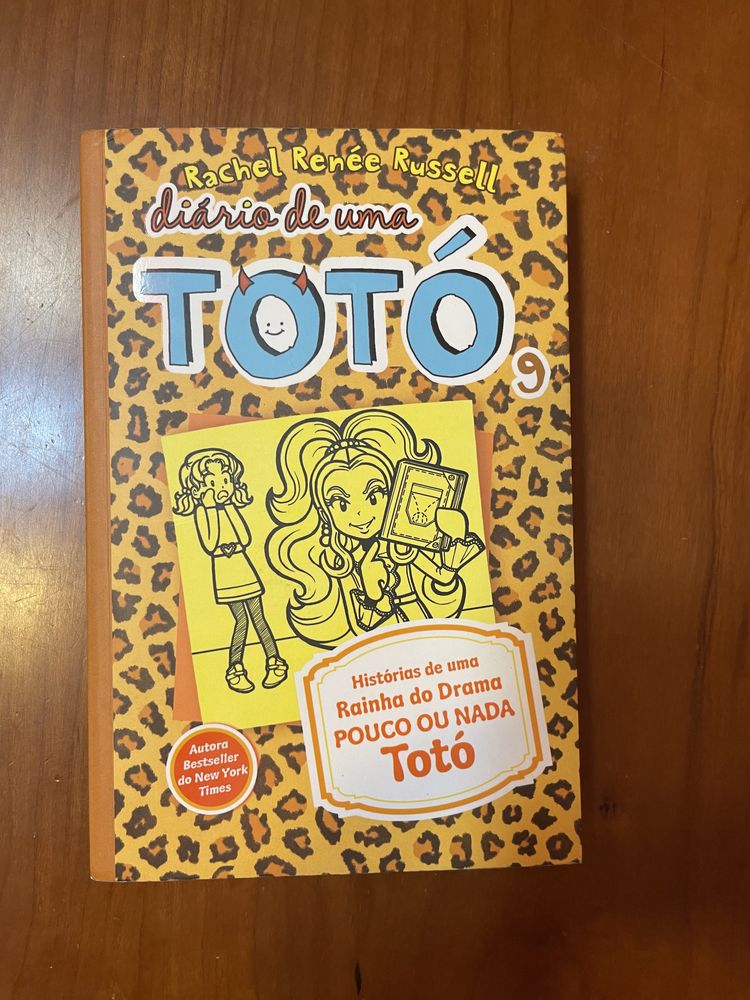 Rachel Renée Russell
diário de uma
TOTÓ
9
Histórias de uma
Rainha do Drama
POUCO OU NADA
Totó
Autora
Bestseller
do New York
Times